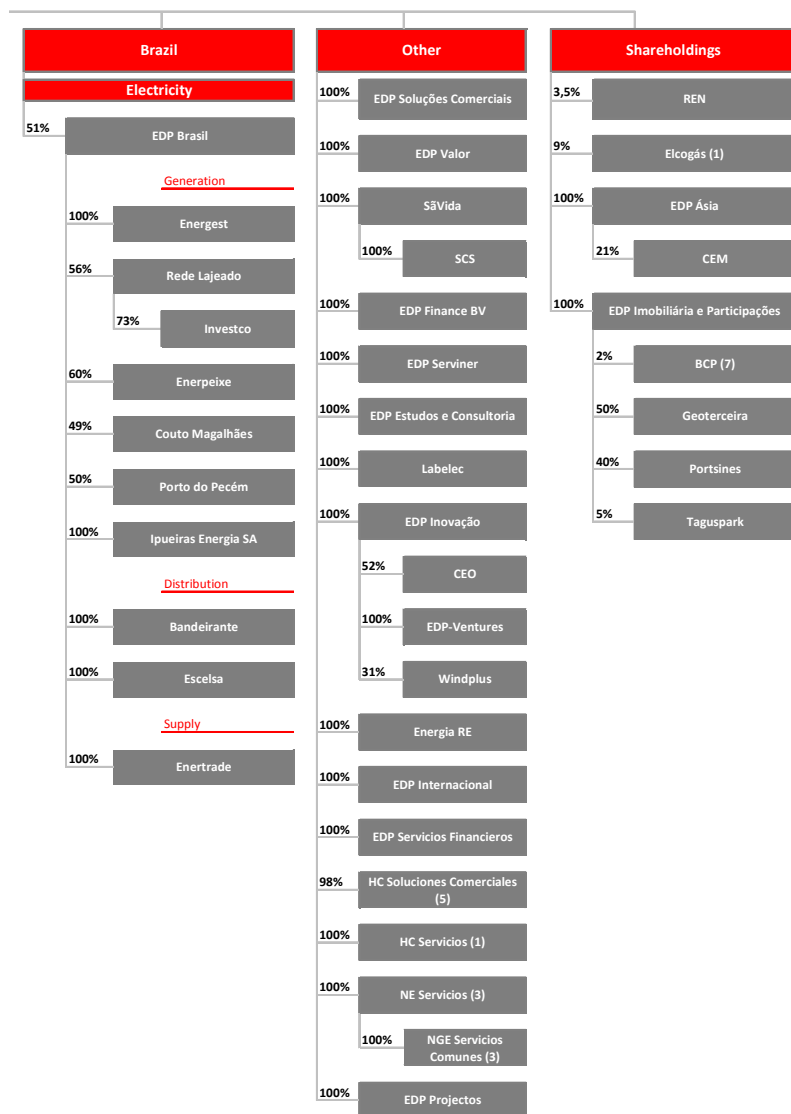 Brazil
Electricity
51%
EDP Brasil
Generation
100%
Energest
56%
Rede Lajeado
73%
Investco
60%
Enerpeixe
49%
Couto Magalhães
50%
Porto do Pecém
100%
Ipueiras Energia SA
Distribution
100%
Bandeirante
100%
Escelsa
Supply
100%
Enertrade
Other
100%
EDP Soluções Comerciais
100%
EDP Valor
100%
SãVida
100%
SCS
100%
EDP Finance BV
100%
EDP Serviner
100%
EDP Estudos e Consultoria
100%
Labelec
100%
EDP Inovação
52%
CEO
100%
EDP-Ventures
31%
Windplus
100%
Energia RE
100%
EDP Internacional
100%
EDP Servicios Financieros
98%
HC Soluciones Comerciales
(5)
100%
HC Servicios (1)
100%
NE Servicios (3)
100%
NGE Servicios
Comunes (3)
100%
EDP Projectos
Shareholdings
3,5%
REN
9%
Elcogás (1)
100%
EDP Ásia
21%
CEM
100%
EDP Imobiliária e Participações
2%
BCP (7)
50%
Geoterceira
40%
Portsines
5%
Taguspark